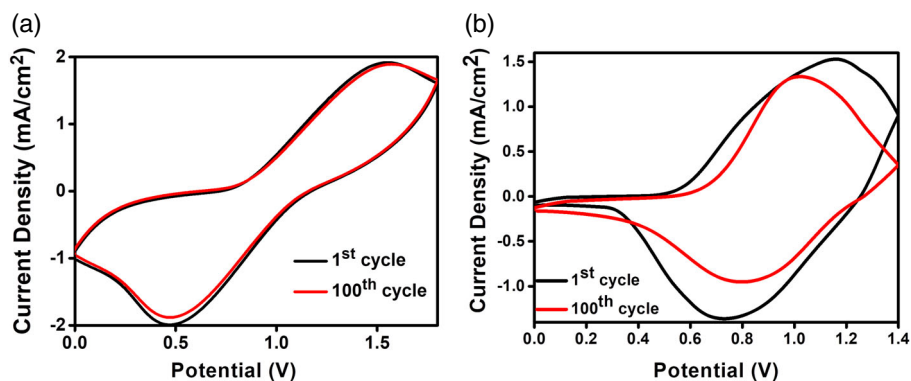 (a)
Current Density (mA/cm²)
2
1
0
-1
-2
0.0 0.5 1.0 1.5
Potential (V)
1ˢᵗ cycle
100ᵗʰ cycle
(b)
Current Density (mA/cm²)
1.5
1.0
0.5
0.0
-0.5
-1.0
0.0 0.2 0.4 0.6 0.8 1.0 1.2 1.4
Potential (V)
1ˢᵗ cycle
100ᵗʰ cycle